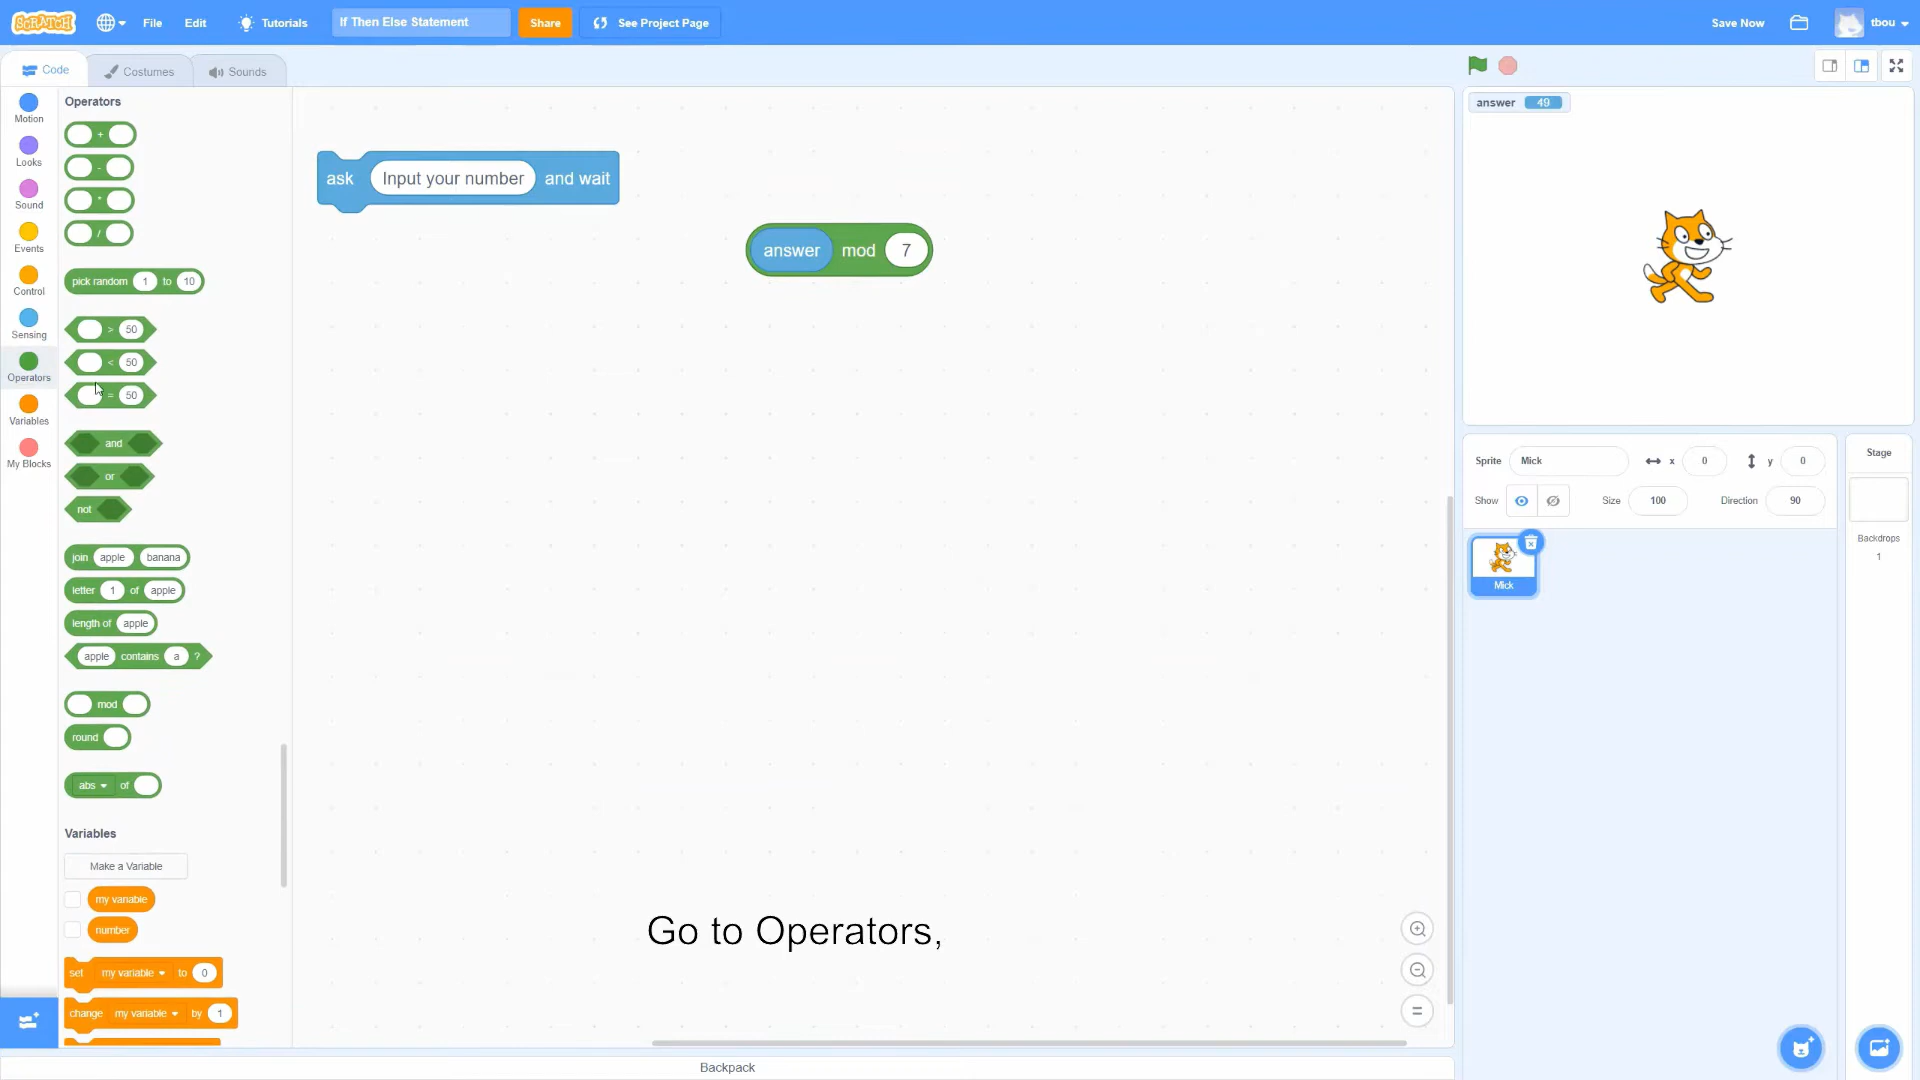 SCRATCH
File
Edit
Tutorials
If Then Else Statement
Share
See Project Page
Save Now
tbou
Code
Costumes
Sounds
Motion
Looks
Sound
Events
Control
Sensing
Operators
Variables
My Blocks
Operators
+
-
*
/
pick random 1 to 10
> 50
< 50
= 50
and
or
not
join apple banana
letter 1 of apple
length of apple
apple contains a ?
mod
round
abs of
Variables
Make a Variable
my variable
number
set my variable to 0
change my variable by 1
ask Input your number and wait
answer mod 7
Go to Operators,
Backpack
answer 49
Sprite Mick x 0 y 0
Show Size 100 Direction 90
Mick
Stage
Backdrops
1